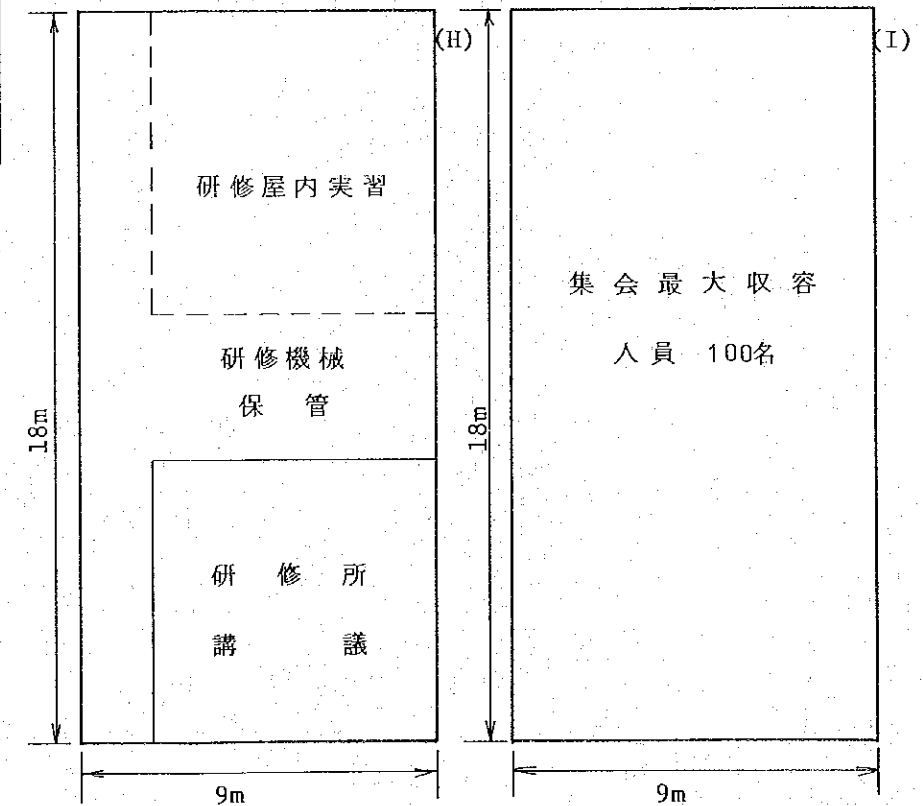 (H)
研修屋内実習
研修機械
保管
研修所
講議
18m
9m
(I)
集会最大収容
人員 100名
18m
9m